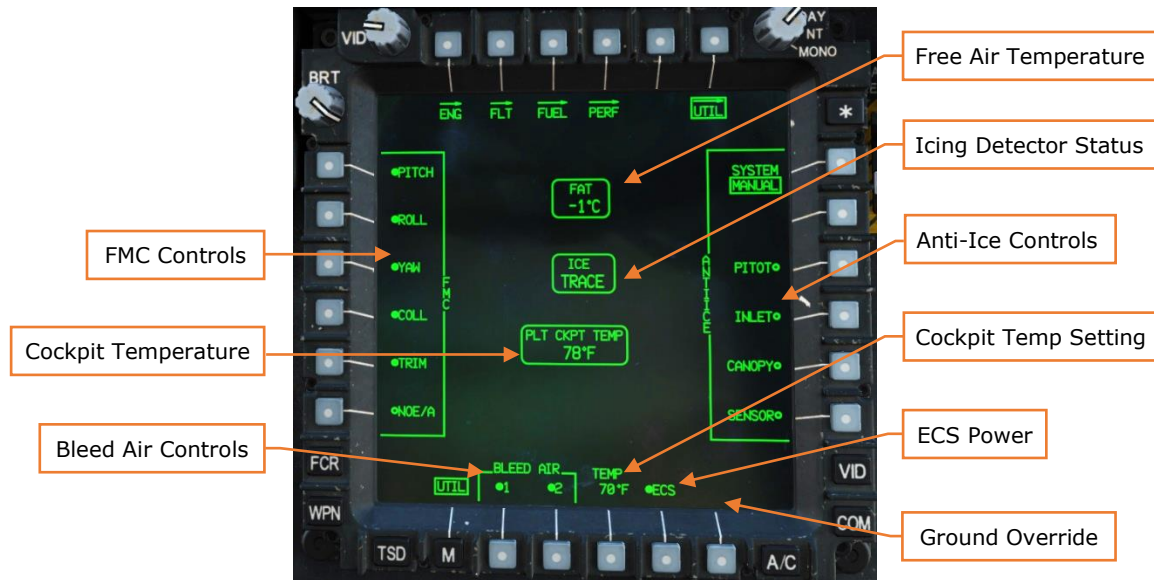 VID
DAY
NT
MONO
BRT
ENG FLT FUEL PERF UTIL
*
PITCH
ROLL
YAW
COLL
TRIM
NOE/A
FMC
FAT
-1°C
ICE
TRACE
PLT CKPT TEMP
78°F
ANTIICE
SYSTEM
MANUAL
PITOT
INLET
CANOPY
SENSOR
BLEED AIR
1 2
TEMP
70°F
ECS
UTIL
FCR
WPN
TSD
M
A/C
VID
COM
FMC Controls
Cockpit Temperature
Bleed Air Controls
Free Air Temperature
Icing Detector Status
Anti-Ice Controls
Cockpit Temp Setting
ECS Power
Ground Override